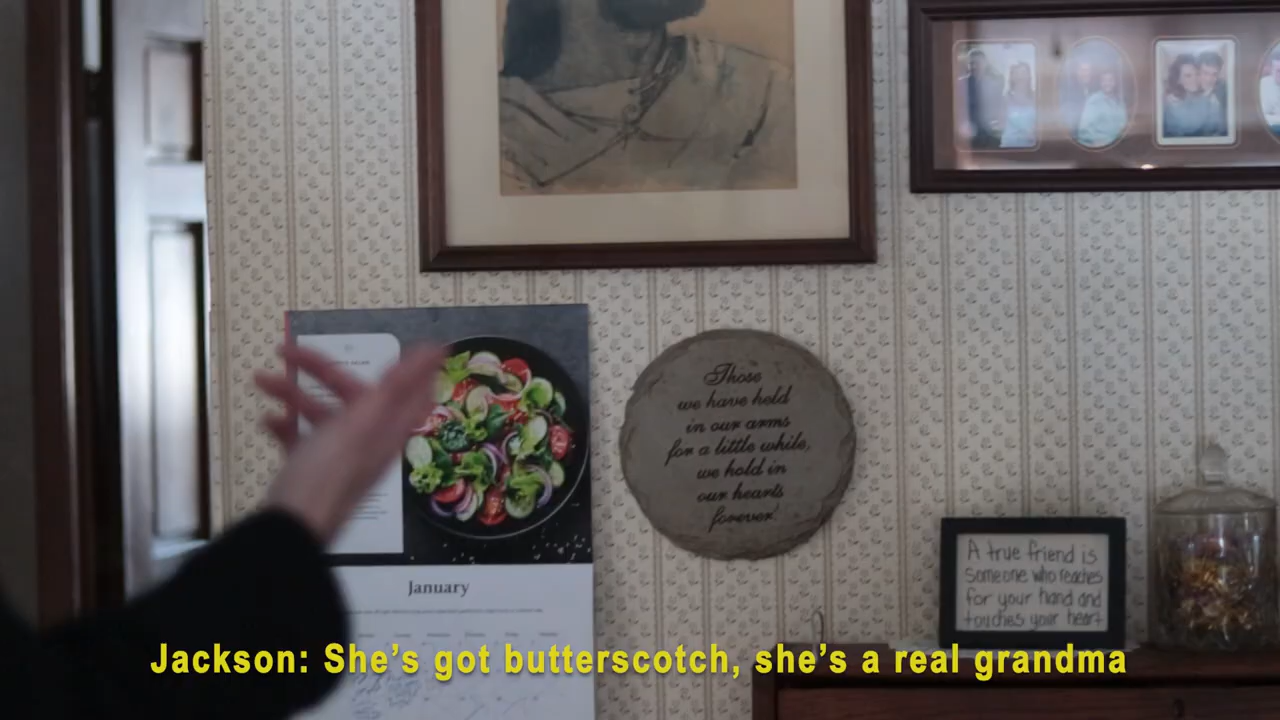 Those
we have held
in our arms
for a little while,
we hold in
our hearts
forever.
January
A true friend is
someone who reaches
for your hand and
touches your heart
Jackson: She's got butterscotch, she's a real grandma